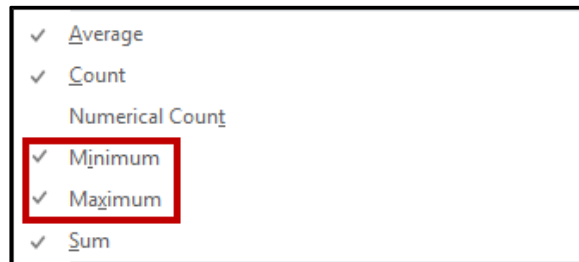 Average
Count
Numerical Count
Minimum
Maximum
Sum